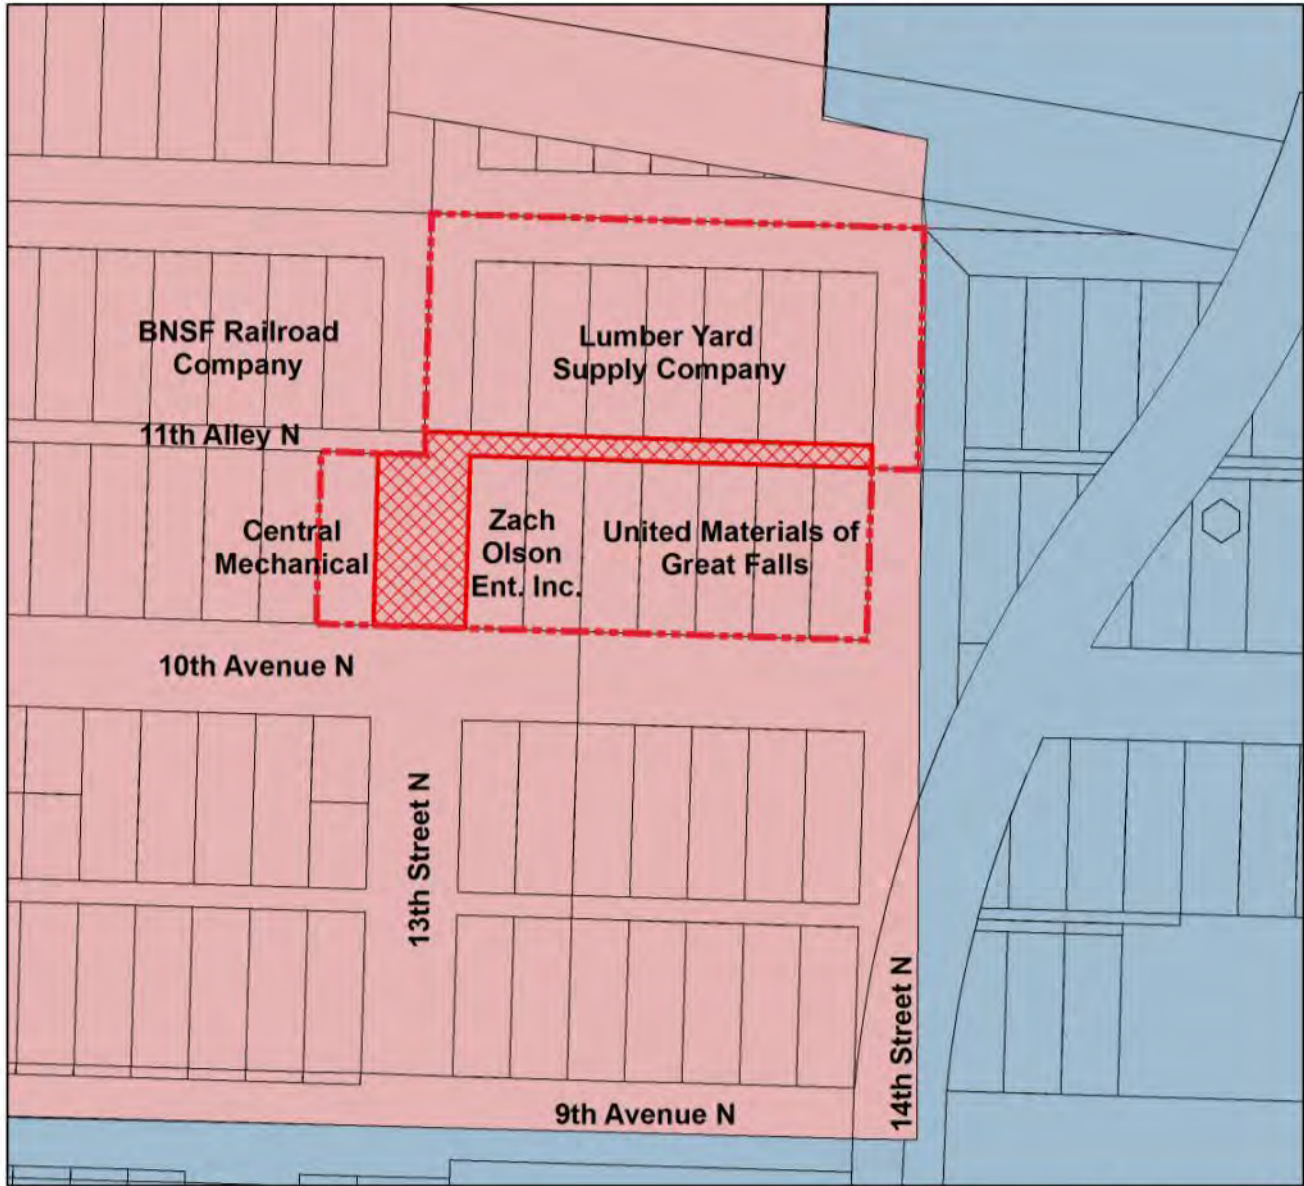 BNSF Railroad
Company
Lumber Yard
Supply Company
11th Alley N
Central
Mechanical
Zach
Olson
Ent. Inc.
United Materials of
Great Falls
10th Avenue N
13th Street N
14th Street N
9th Avenue N